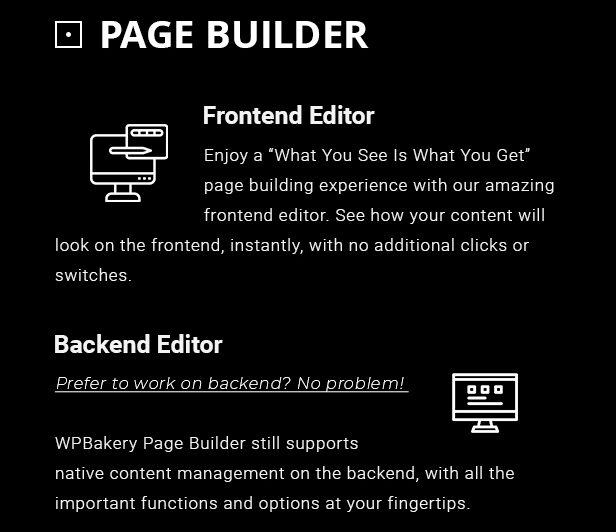 PAGE BUILDER
Frontend Editor
Enjoy a “What You See Is What You Get”
page building experience with our amazing
frontend editor. See how your content will
look on the frontend, instantly, with no additional clicks or
switches.
Backend Editor
Prefer to work on backend? No problem!
WPBakery Page Builder still supports
native content management on the backend, with all the
important functions and options at your fingertips.